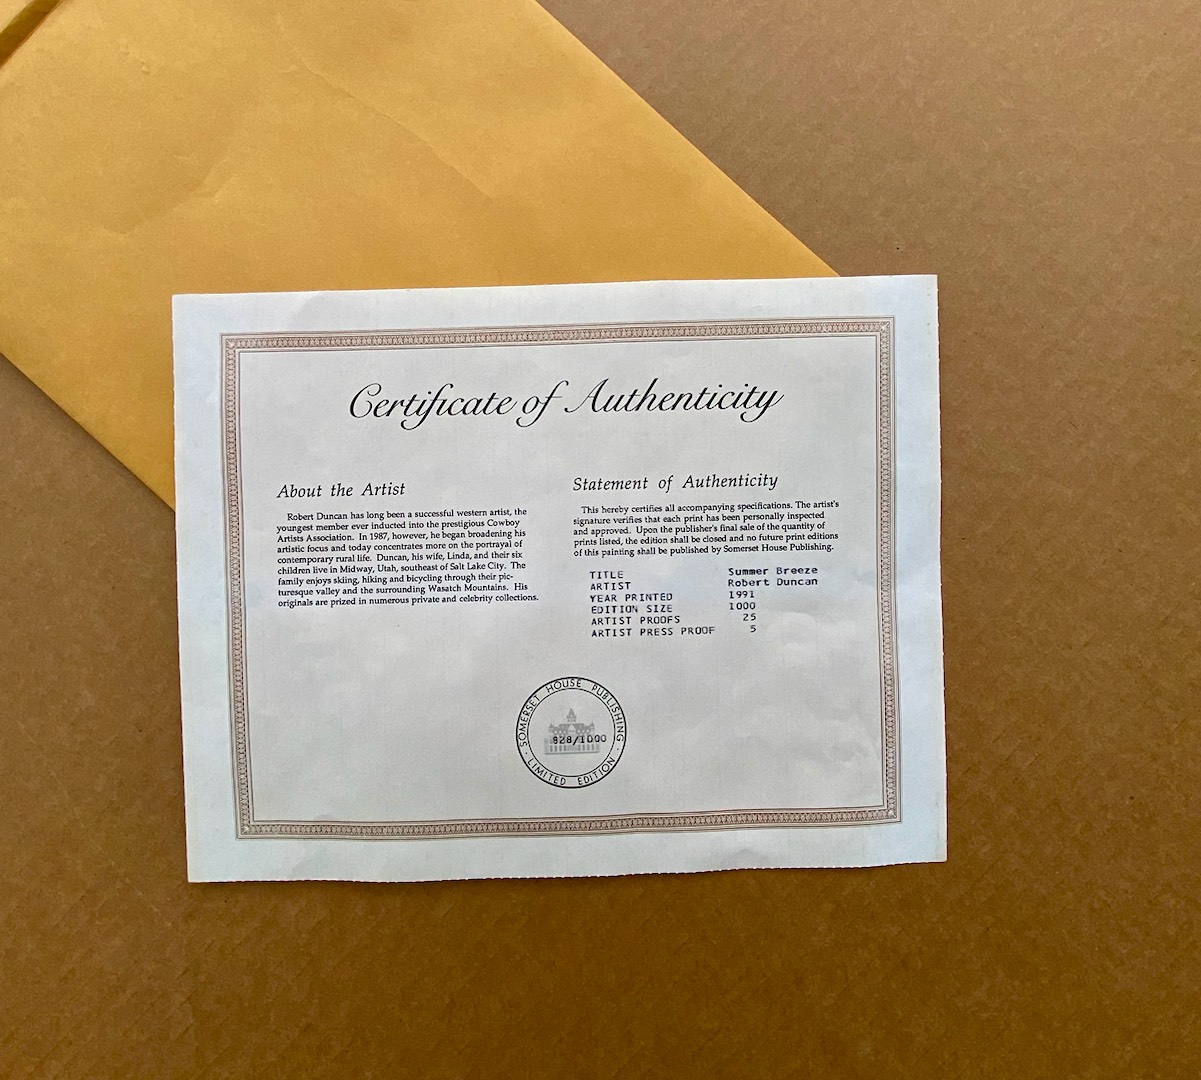 Certificate of Authenticity
About the Artist
Robert Duncan has long been a successful western artist, the
youngest member ever inducted into the prestigious Cowboy
Artists Association. In 1987, however, he began broadening his
artistic focus and today concentrates more on the portrayal of
contemporary rural life. Duncan, his wife, Linda, and their six
children live in Midway, Utah, southeast of Salt Lake City. The
family enjoys skiing, hiking and bicycling through their pic-
turesque valley and the surrounding Wasatch Mountains. His
originals are prized in numerous private and celebrity collections.
Statement of Authenticity
This hereby certifies all accompanying specifications. The artist's
signature verifies that each print has been personally inspected
and approved. Upon the publisher's final sale of the quantity of
prints listed, the edition shall be closed and no future print editions
of this painting shall be published by Somerset House Publishing.
TITLE Summer Breeze
ARTIST Robert Duncan
YEAR PRINTED 1991
EDITION SIZE 1000
ARTIST PROOFS 25
ARTIST PRESS PROOF 5
SOMERSET HOUSE PUBLISHING
828/1000
LIMITED EDITION